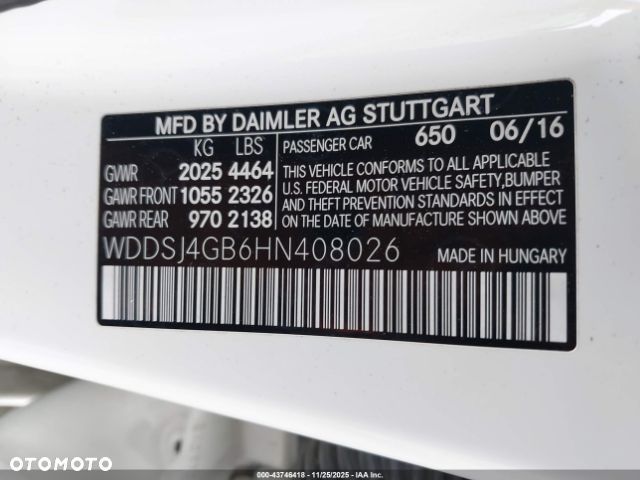 MFD BY DAIMLER AG STUTTGART
KG LBS PASSENGER CAR 650 06/16
GVWR 2025 4464
GAWR FRONT 1055 2326
GAWR REAR 970 2138
THIS VEHICLE CONFORMS TO ALL APPLICABLE
U.S. FEDERAL MOTOR VEHICLE SAFETY,BUMPER
AND THEFT PREVENTION STANDARDS IN EFFECT
ON THE DATE OF MANUFACTURE SHOWN ABOVE.
WDDSJ4GB6HN408026 MADE IN HUNGARY
OTOMOTO
000-43746418 | 11/25/2025 | IAA Inc.